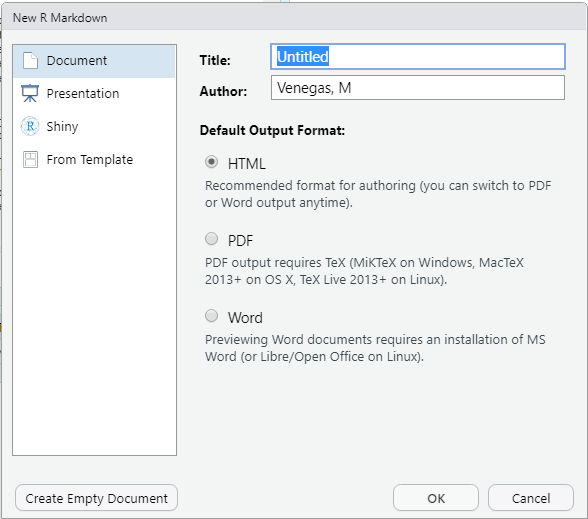 New R Markdown
Document
Presentation
R Shiny
From Template
Title: Untitled
Author: Venegas, M
Default Output Format:
HTML
Recommended format for authoring (you can switch to PDF
or Word output anytime).
PDF
PDF output requires TeX (MiKTeX on Windows, MacTeX
2013+ on OS X, TeX Live 2013+ on Linux).
Word
Previewing Word documents requires an installation of MS
Word (or Libre/Open Office on Linux).
Create Empty Document OK Cancel